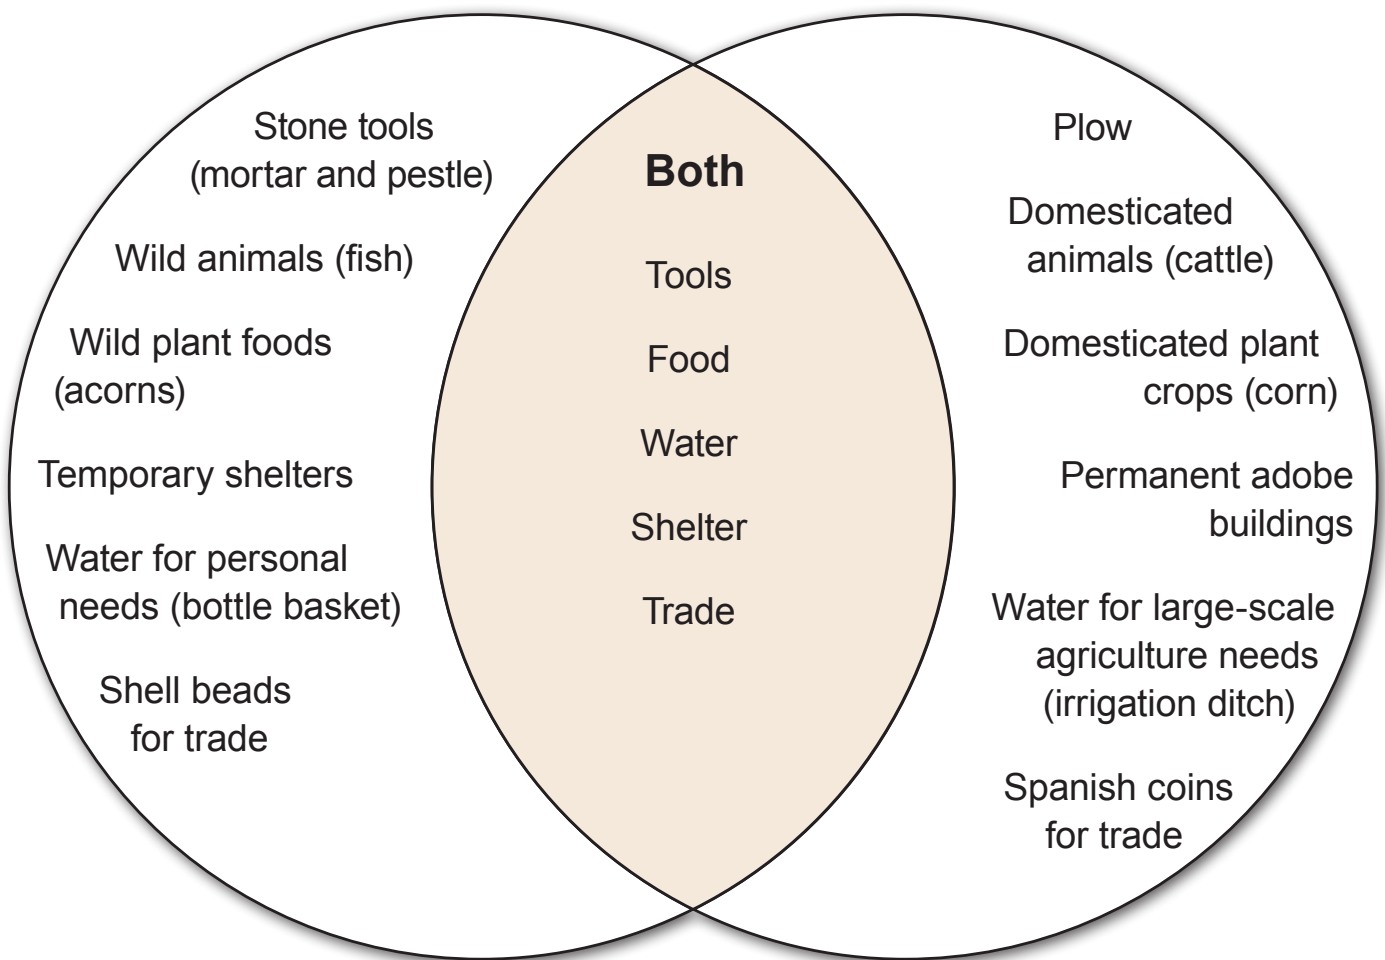 Stone tools
(mortar and pestle)
Wild animals (fish)
Wild plant foods
(acorns)
Temporary shelters
Water for personal
needs (bottle basket)
Shell beads
for trade
Both
Tools
Food
Water
Shelter
Trade
Plow
Domesticated
animals (cattle)
Domesticated plant
crops (corn)
Permanent adobe
buildings
Water for large-scale
agriculture needs
(irrigation ditch)
Spanish coins
for trade